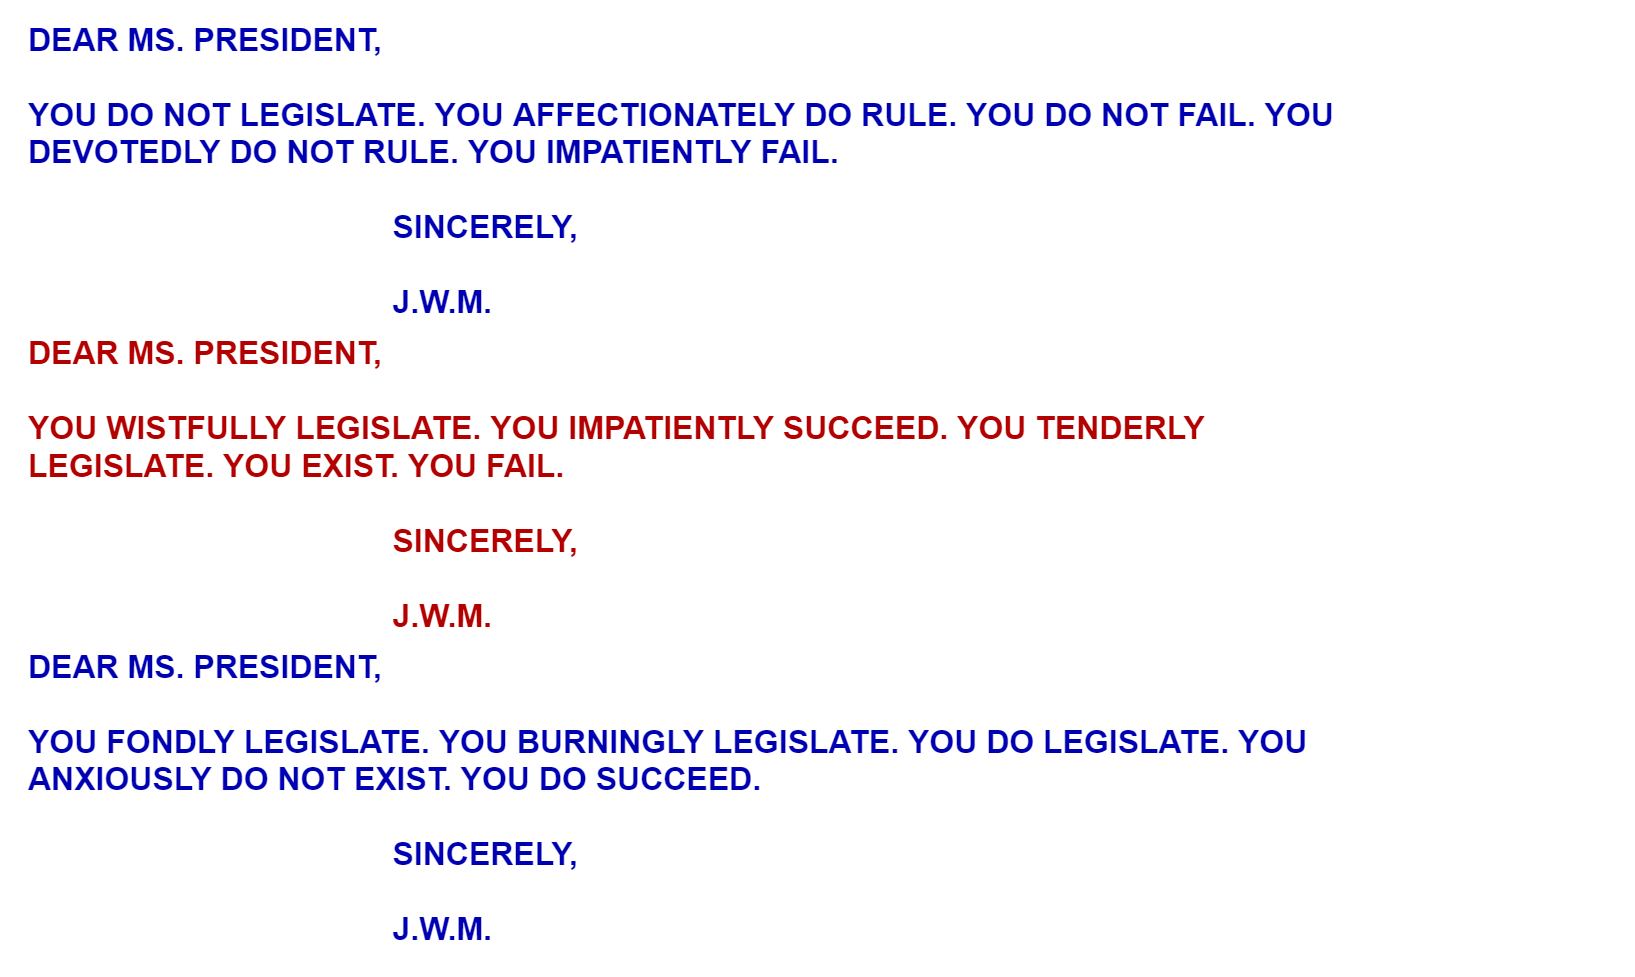 DEAR MS. PRESIDENT,
YOU DO NOT LEGISLATE. YOU AFFECTIONATELY DO RULE. YOU DO NOT FAIL. YOU
DEVOTEDLY DO NOT RULE. YOU IMPATIENTLY FAIL.
SINCERELY,
J.W.M.
DEAR MS. PRESIDENT,
YOU WISTFULLY LEGISLATE. YOU IMPATIENTLY SUCCEED. YOU TENDERLY
LEGISLATE. YOU EXIST. YOU FAIL.
SINCERELY,
J.W.M.
DEAR MS. PRESIDENT,
YOU FONDLY LEGISLATE. YOU BURNINGLY LEGISLATE. YOU DO LEGISLATE. YOU
ANXIOUSLY DO NOT EXIST. YOU DO SUCCEED.
SINCERELY,
J.W.M.